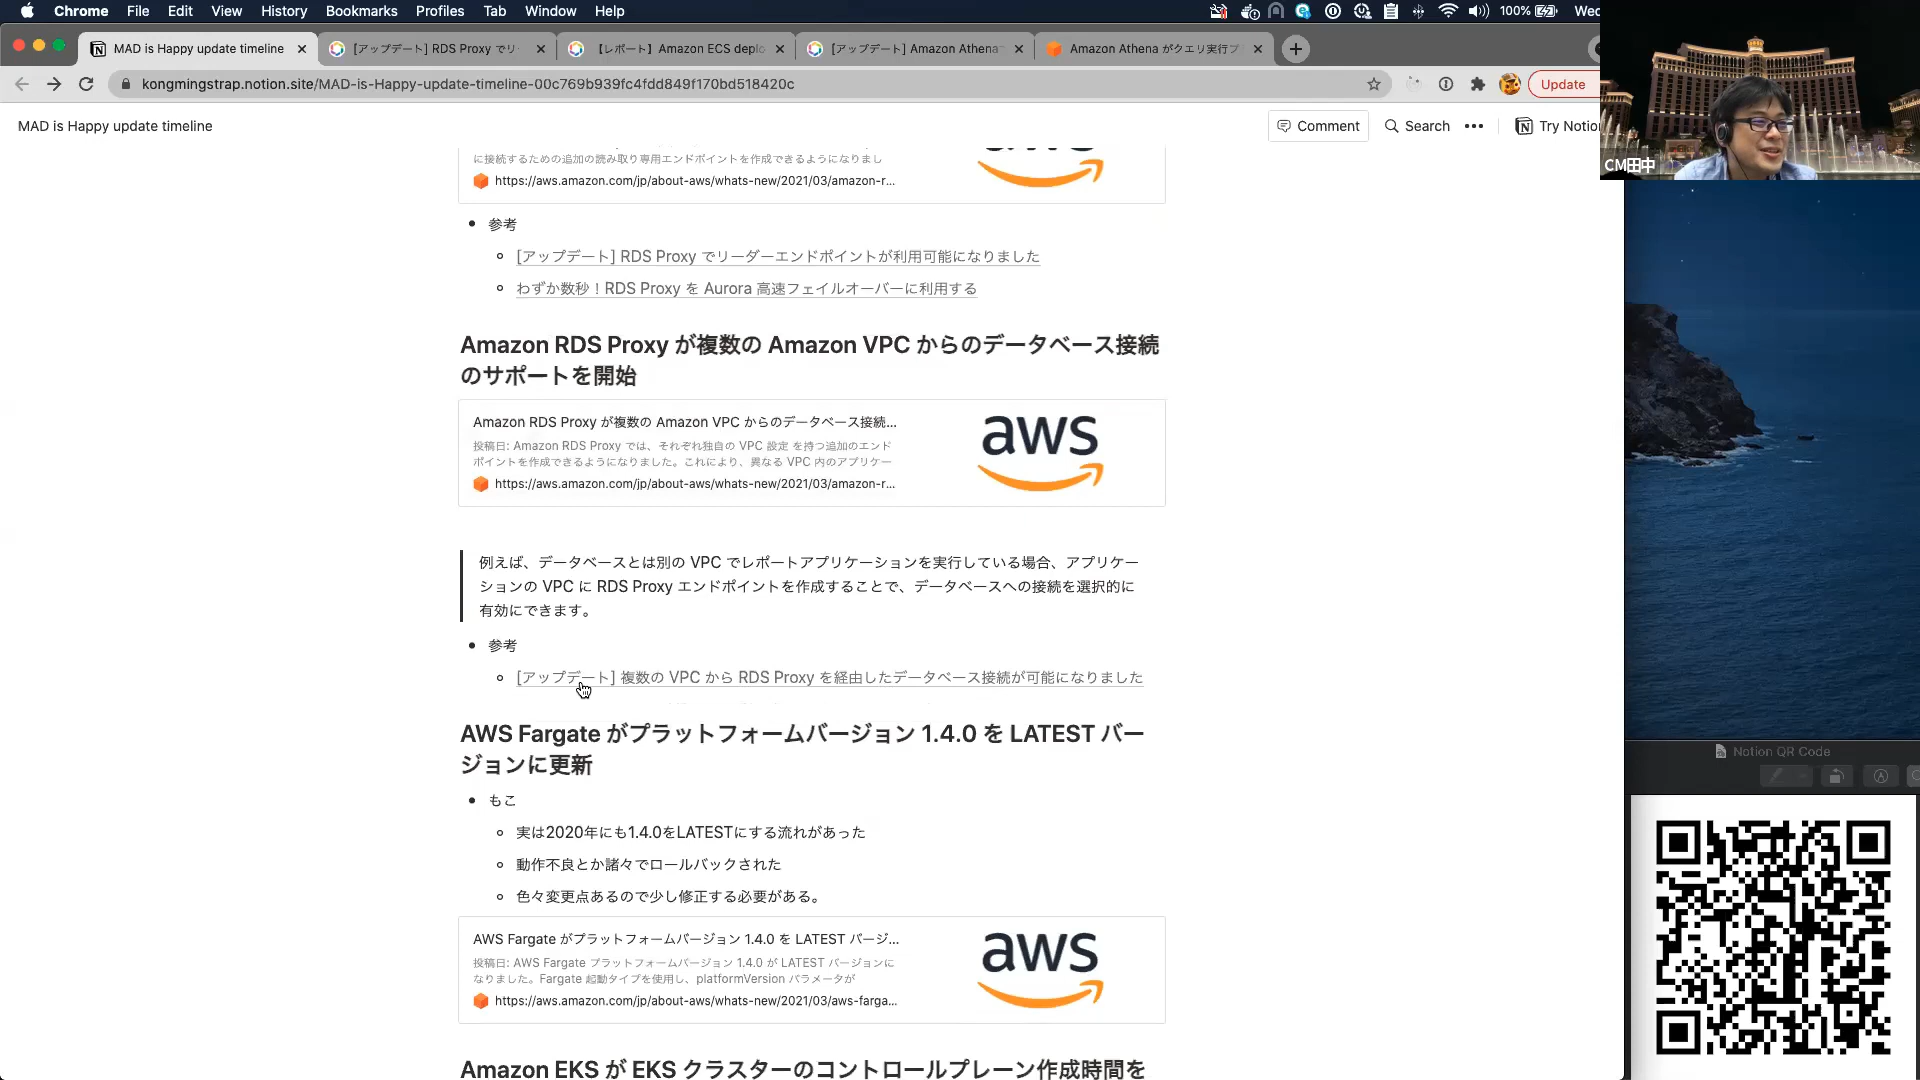 Chrome File Edit View History Bookmarks Profiles Tab Window Help 100% Wed
MAD is Happy update timeline
[アップデート] RDS Proxy でリ
【レポート】Amazon ECS deplo
[アップデート] Amazon Athena
Amazon Athena がクエリ実行プ
kongmingstrap.notion.site/MAD-is-Happy-update-timeline-00c769b939fc4fdd849f170bd518420c
Update
MAD is Happy update timeline
Comment
Search
Try Notion
CM田中
に接続するための追加の読み取り専用エンドポイントを作成できるようになりまし
https://aws.amazon.com/jp/about-aws/whats-new/2021/03/amazon-r...
参考
[アップデート] RDS Proxy でリーダーエンドポイントが利用可能になりました
わずか数秒！RDS Proxy を Aurora 高速フェイルオーバーに利用する
Amazon RDS Proxy が複数の Amazon VPC からのデータベース接続
のサポートを開始
Amazon RDS Proxy が複数の Amazon VPC からのデータベース接続...
投稿日: Amazon RDS Proxy では、それぞれ独自の VPC 設定 を持つ追加のエンド
ポイントを作成できるようになりました。これにより、異なる VPC 内のアプリケー
https://aws.amazon.com/jp/about-aws/whats-new/2021/03/amazon-r...
aws
例えば、データベースとは別の VPC でレポートアプリケーションを実行している場合、アプリケー
ションの VPC に RDS Proxy エンドポイントを作成することで、データベースへの接続を選択的に
有効にできます。
参考
[アップデート] 複数の VPC から RDS Proxy を経由したデータベース接続が可能になりました
AWS Fargate がプラットフォームバージョン 1.4.0 を LATEST バー
ジョンに更新
もこ
実は2020年にも1.4.0をLATESTにする流れがあった
動作不良とか諸々でロールバックされた
色々変更点あるので少し修正する必要がある。
AWS Fargate がプラットフォームバージョン 1.4.0 を LATEST バージ...
投稿日: AWS Fargate プラットフォームバージョン 1.4.0 が LATEST バージョンに
なりました。Fargate 起動タイプを使用し、platformVersion パラメータが
https://aws.amazon.com/jp/about-aws/whats-new/2021/03/aws-farga...
aws
Amazon EKS が EKS クラスターのコントロールプレーン作成時間を
Notion QR Code